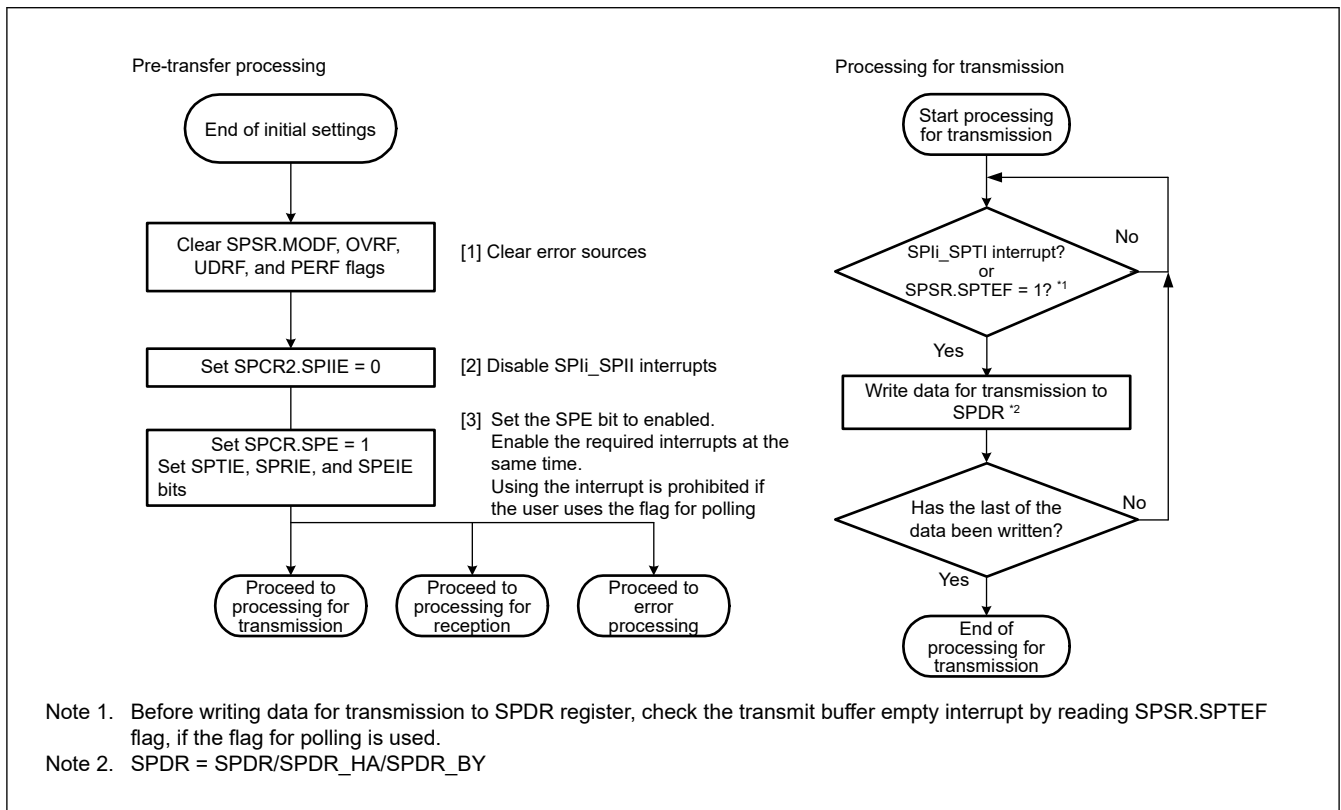 Pre-transfer processing
End of initial settings
Clear SPSR.MODF, OVRF,
UDRF, and PERF flags
[1] Clear error sources
Set SPCR2.SPIIE = 0
[2] Disable SPIi_SPII interrupts
Set SPCR.SPE = 1
Set SPTIE, SPRIE, and SPEIE
bits
[3] Set the SPE bit to enabled.
Enable the required interrupts at the
same time.
Using the interrupt is prohibited if
the user uses the flag for polling
Proceed to
processing for
transmission
Proceed to
processing for
reception
Proceed to
error
processing
Processing for transmission
Start processing
for transmission
SPIi_SPTI interrupt?
or
SPSR.SPTEF = 1? *1
No
Yes
Write data for transmission to
SPDR *2
Has the last of the
data been written?
No
Yes
End of
processing for
transmission
Note 1. Before writing data for transmission to SPDR register, check the transmit buffer empty interrupt by reading SPSR.SPTEF
flag, if the flag for polling is used.
Note 2. SPDR = SPDR/SPDR_HA/SPDR_BY